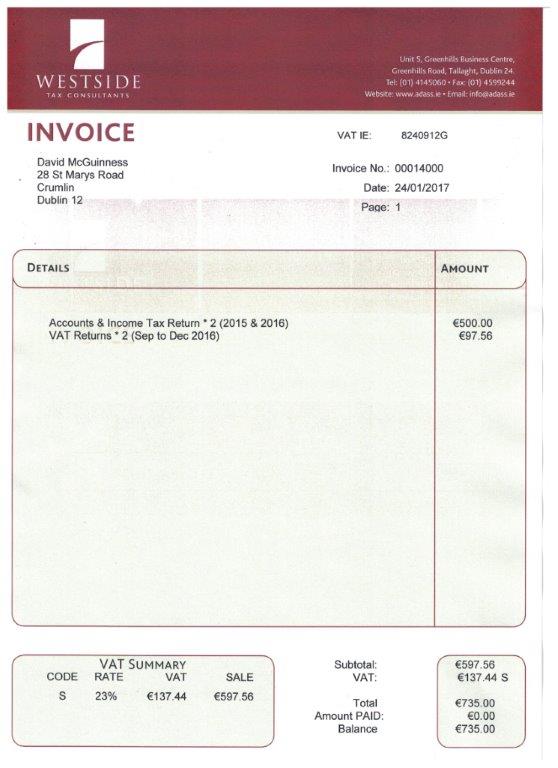 WESTSIDE
TAX CONSULTANTS
Unit 5, Greenhills Business Centre,
Greenhills Road, Tallaght, Dublin 24.
Tel: (01) 4145060 • Fax: (01) 4599244
Website: www.adass.ie • Email: info@adass.ie
INVOICE
VAT IE: 8240912G
David McGuinness
28 St Marys Road
Crumlin
Dublin 12
Invoice No.: 00014000
Date: 24/01/2017
Page: 1
DETAILS AMOUNT
Accounts & Income Tax Return * 2 (2015 & 2016) €500.00
VAT Returns * 2 (Sep to Dec 2016) €97.56
VAT SUMMARY
CODE RATE VAT SALE
S 23% €137.44 €597.56
Subtotal: €597.56
VAT: €137.44 S
Total €735.00
Amount PAID: €0.00
Balance €735.00